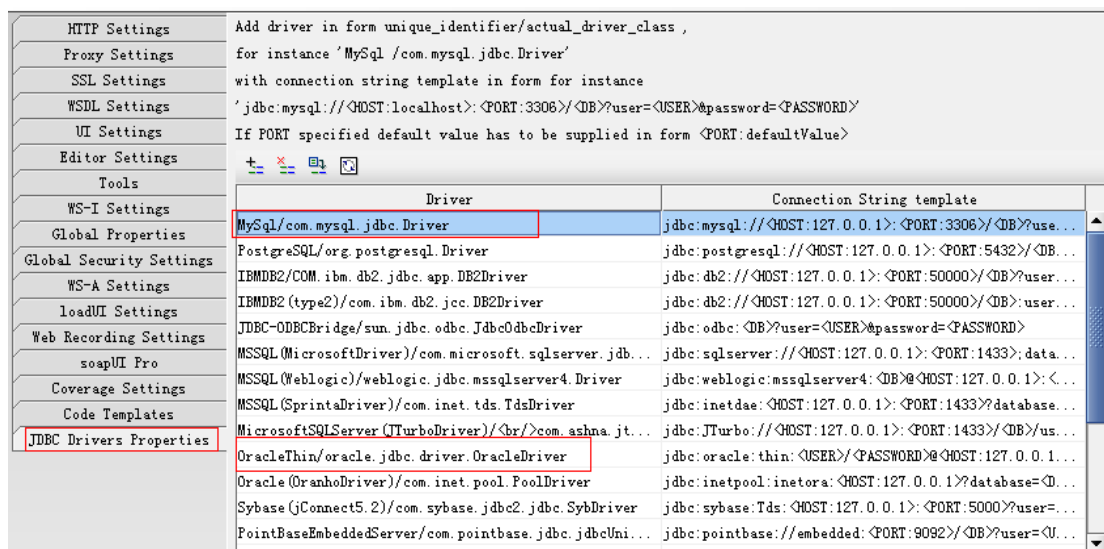 HTTP Settings
Proxy Settings
SSL Settings
WSDL Settings
UI Settings
Editor Settings
Tools
WS-I Settings
Global Properties
Global Security Settings
WS-A Settings
loadUI Settings
Web Recording Settings
soapUI Pro
Coverage Settings
Code Templates
JDBC Drivers Properties
Add driver in form unique_identifier/actual_driver_class ,
for instance 'MySql /com.mysql.jdbc.Driver'
with connection string template in form for instance
'jdbc:mysql://<HOST:localhost>:<PORT:3306>/<DB>?user=<USER>&password=<PASSWORD>'
If PORT specified default value has to be supplied in form <PORT:defaultValue>
Driver Connection String template
MySql/com.mysql.jdbc.Driver jdbc:mysql://<HOST:127.0.0.1>:<PORT:3306>/<DB>?use...
PostgreSQL/org.postgresql.Driver jdbc:postgresql://<HOST:127.0.0.1>:<PORT:5432>/<DB...
IBMDB2/COM.ibm.db2.jdbc.app.DB2Driver jdbc:db2://<HOST:127.0.0.1>:<PORT:50000>/<DB>?user...
IBMDB2(type2)/com.ibm.db2.jcc.DB2Driver jdbc:db2://<HOST:127.0.0.1>:<PORT:50000>/<DB>:user...
JDBC-ODBCBridge/sun.jdbc.odbc.JdbcOdbcDriver jdbc:odbc:<DB>?user=<USER>&password=<PASSWORD>
MSSQL(MicrosoftDriver)/com.microsoft.sqlserver.jdb... jdbc:sqlserver://<HOST:127.0.0.1>:<PORT:1433>;data...
MSSQL(Weblogic)/weblogic.jdbc.mssqlserver4.Driver jdbc:weblogic:mssqlserver4:<DB>@<HOST:127.0.0.1>:<...
MSSQL(SprintaDriver)/com.inet.tds.TdsDriver jdbc:inetdae:<HOST:127.0.0.1>:<PORT:1433>?database...
MicrosoftSQLServer(JTurboDriver)/<br/>com.ashna.jt... jdbc:JTurbo://<HOST:127.0.0.1>:<PORT:1433>/<DB>/us...
OracleThin/oracle.jdbc.driver.OracleDriver jdbc:oracle:thin:<USER>/<PASSWORD>@<HOST:127.0.0.1...
Oracle(OranhoDriver)/com.inet.pool.PoolDriver jdbc:inetpool:inetora:<HOST:127.0.0.1>?database=<D...
Sybase(jConnect5.2)/com.sybase.jdbc2.jdbc.SybDriver jdbc:sybase:Tds:<HOST:127.0.0.1>:<PORT:5000>?user=...
PointBaseEmbeddedServer/com.pointbase.jdbc.jdbcUni... jdbc:pointbase://embedded:<PORT:9092>/<DB>?user=<U...